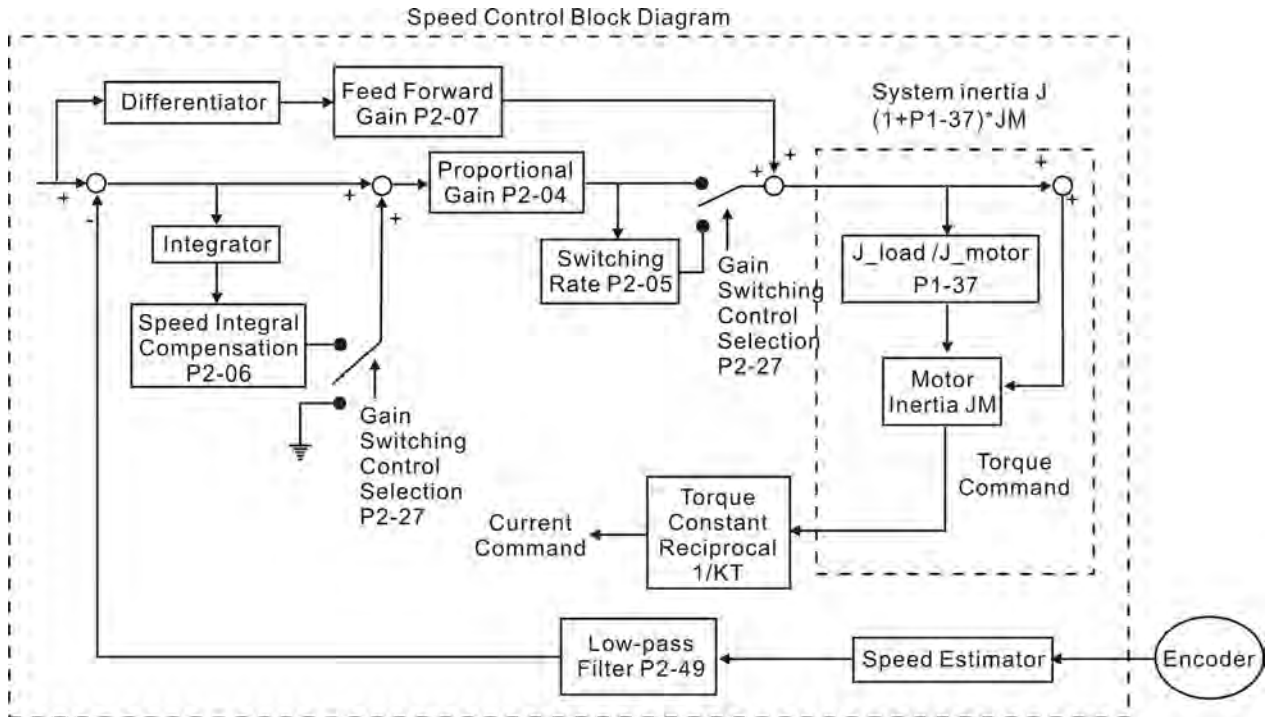 Speed Control Block Diagram
Differentiator
Feed Forward
Gain P2-07
System inertia J
(1+P1-37)*JM
+
+
+
+
-
+
+
+
+
Proportional
Gain P2-04
Integrator
Switching
Rate P2-05
Gain
Switching
Control
Selection
P2-27
J_load /J_motor
P1-37
Speed Integral
Compensation
P2-06
Motor
Inertia JM
Gain
Switching
Control
Selection
P2-27
Torque
Command
Current
Command
Torque
Constant
Reciprocal
1/KT
Low-pass
Filter P2-49
Speed Estimator
Encoder